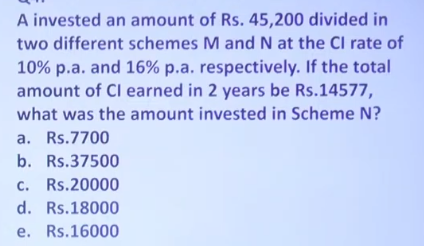 A invested an amount of Rs. 45,200 divided in
two different schemes M and N at the CI rate of
10% p.a. and 16% p.a. respectively. If the total
amount of CI earned in 2 years be Rs.14577,
what was the amount invested in Scheme N?
a. Rs.7700
b. Rs.37500
c. Rs.20000
d. Rs.18000
e. Rs.16000